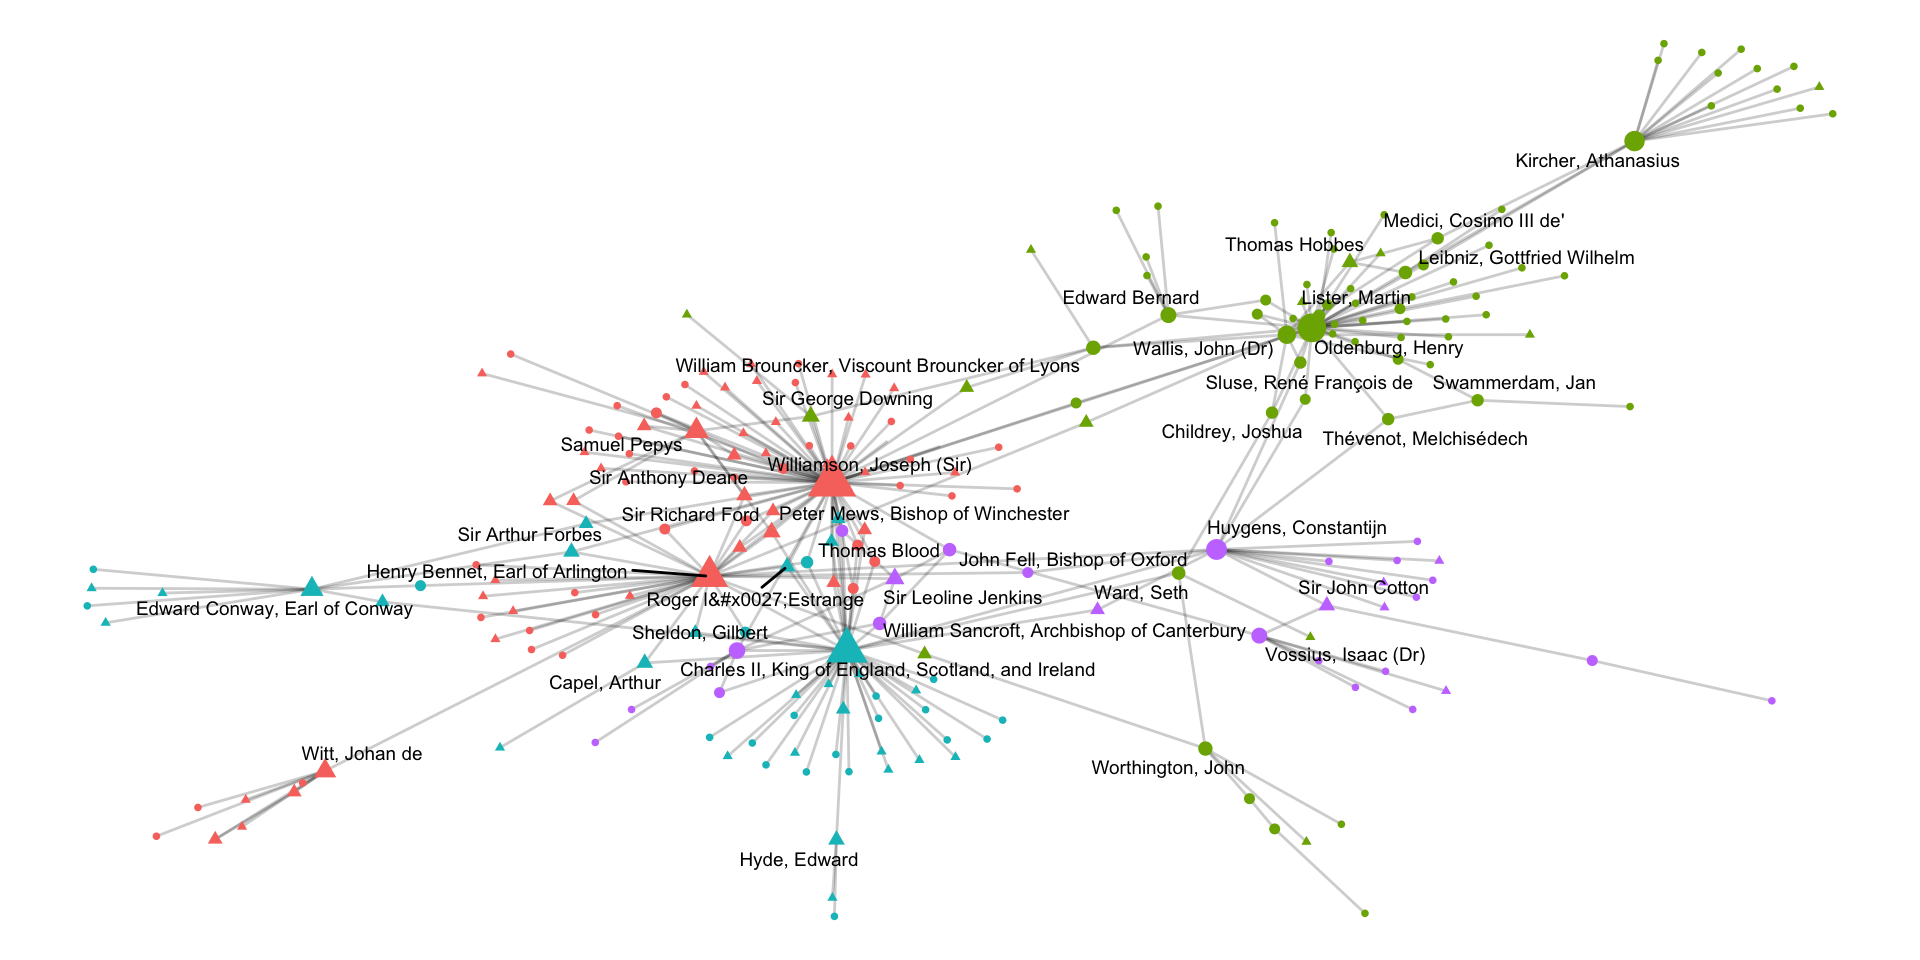 Kircher, Athanasius
Medici, Cosimo III de'
Thomas Hobbes
Leibniz, Gottfried Wilhelm
Edward Bernard
Lister, Martin
Wallis, John (Dr)
Oldenburg, Henry
William Brouncker, Viscount Brouncker of Lyons
Sluse, René François de
Swammerdam, Jan
Sir George Downing
Childrey, Joshua
Thévenot, Melchisédech
Samuel Pepys
Williamson, Joseph (Sir)
Sir Anthony Deane
Sir Richard Ford
Peter Mews, Bishop of Winchester
Huygens, Constantijn
Sir Arthur Forbes
Thomas Blood
John Fell, Bishop of Oxford
Henry Bennet, Earl of Arlington
Sir John Cotton
Ward, Seth
Roger l&#x0027;Estrange
Sir Leoline Jenkins
Edward Conway, Earl of Conway
Sheldon, Gilbert
William Sancroft, Archbishop of Canterbury
Vossius, Isaac (Dr)
Charles II, King of England, Scotland, and Ireland
Capel, Arthur
Witt, Johan de
Worthington, John
Hyde, Edward